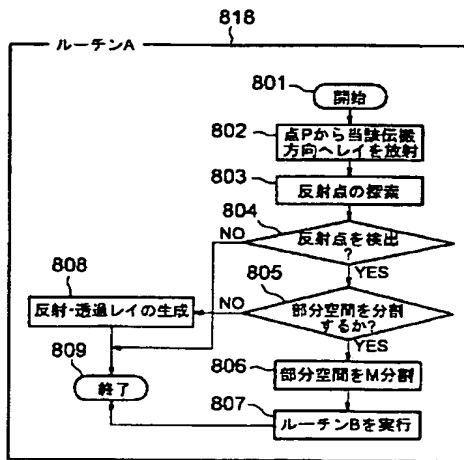 818
ルーチンA
801
開始
802
点Pから当該伝搬
方向へレイを放射
803
反射点の探索
804
反射点を検出
?
NO
YES
805
部分空間を分割
するか?
NO
YES
808
反射・透過レイの生成
806
部分空間をM分割
807
ルーチンBを実行
809
終了